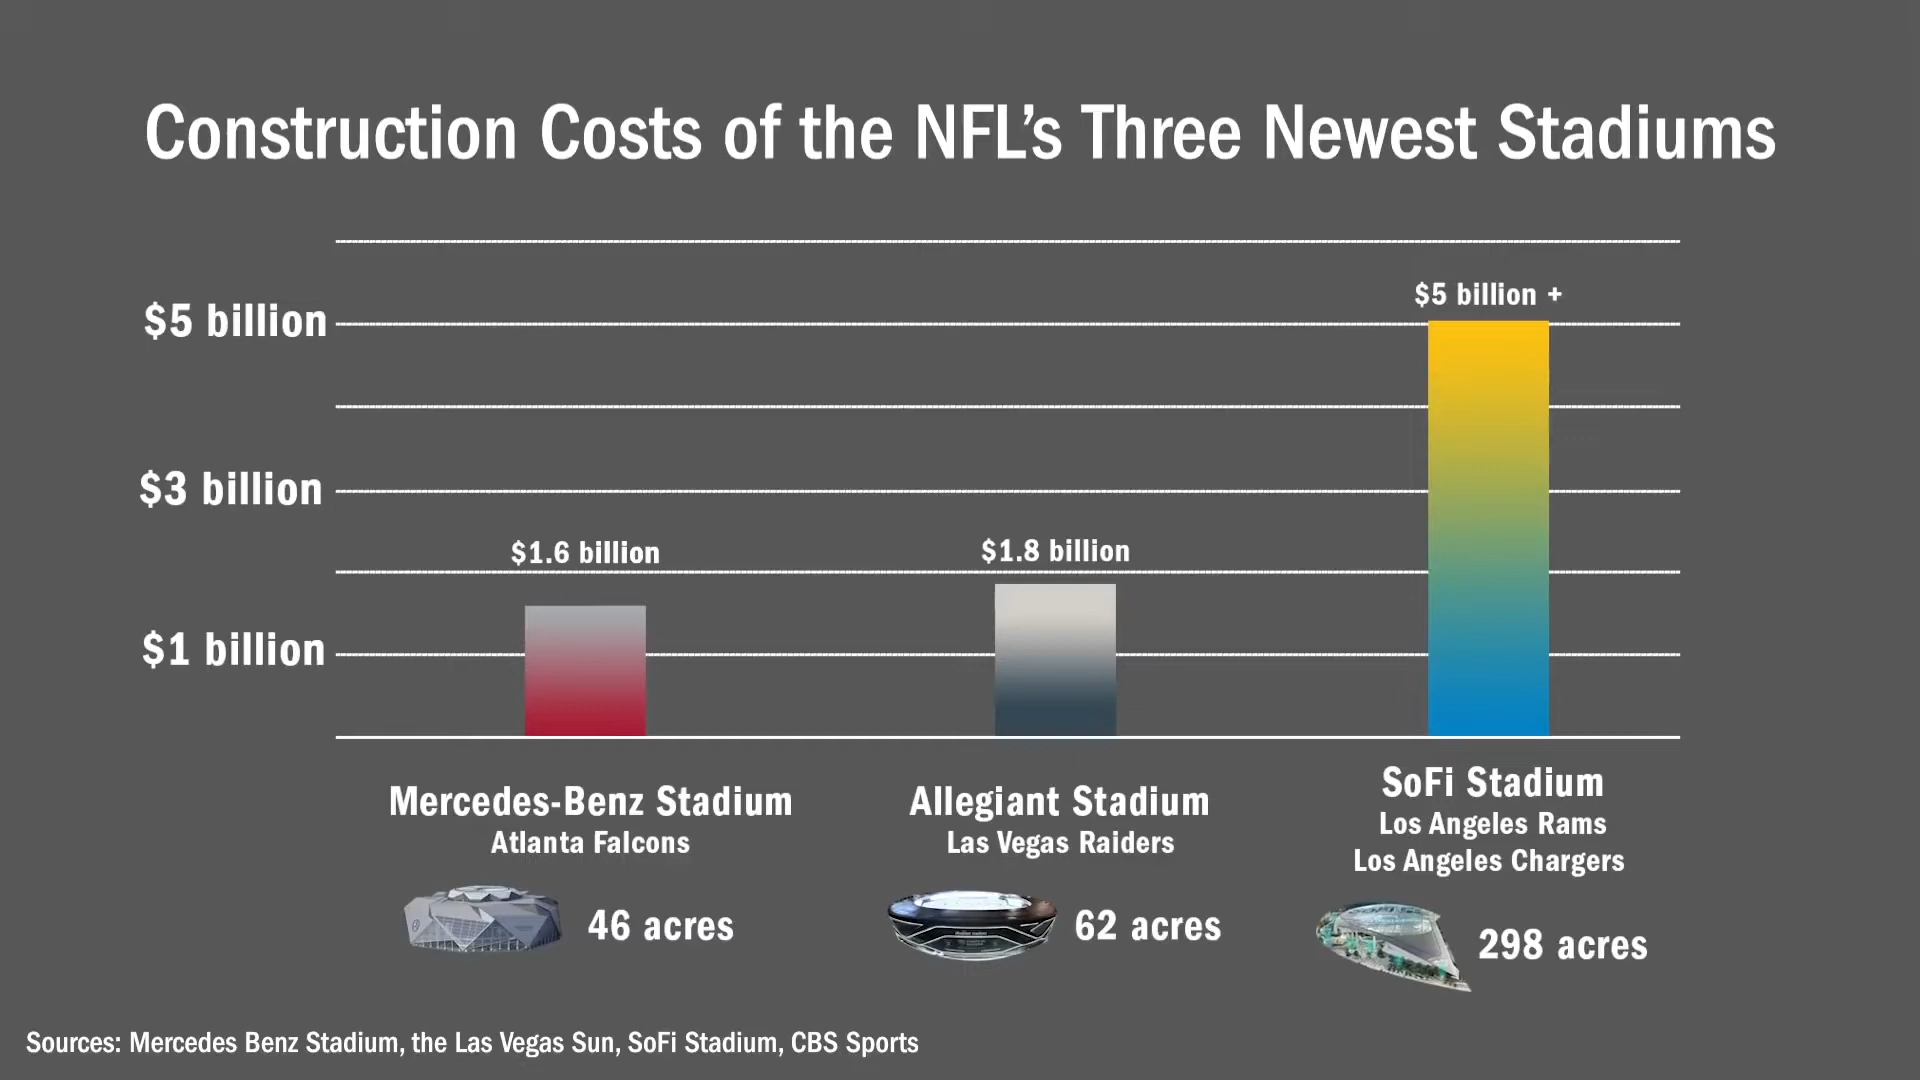 Construction Costs of the NFL's Three Newest Stadiums
$5 billion
$3 billion
$1 billion
$1.6 billion
$1.8 billion
$5 billion +
Mercedes-Benz Stadium
Atlanta Falcons
46 acres
Allegiant Stadium
Las Vegas Raiders
62 acres
SoFi Stadium
Los Angeles Rams
Los Angeles Chargers
298 acres
Sources: Mercedes Benz Stadium, the Las Vegas Sun, SoFi Stadium, CBS Sports